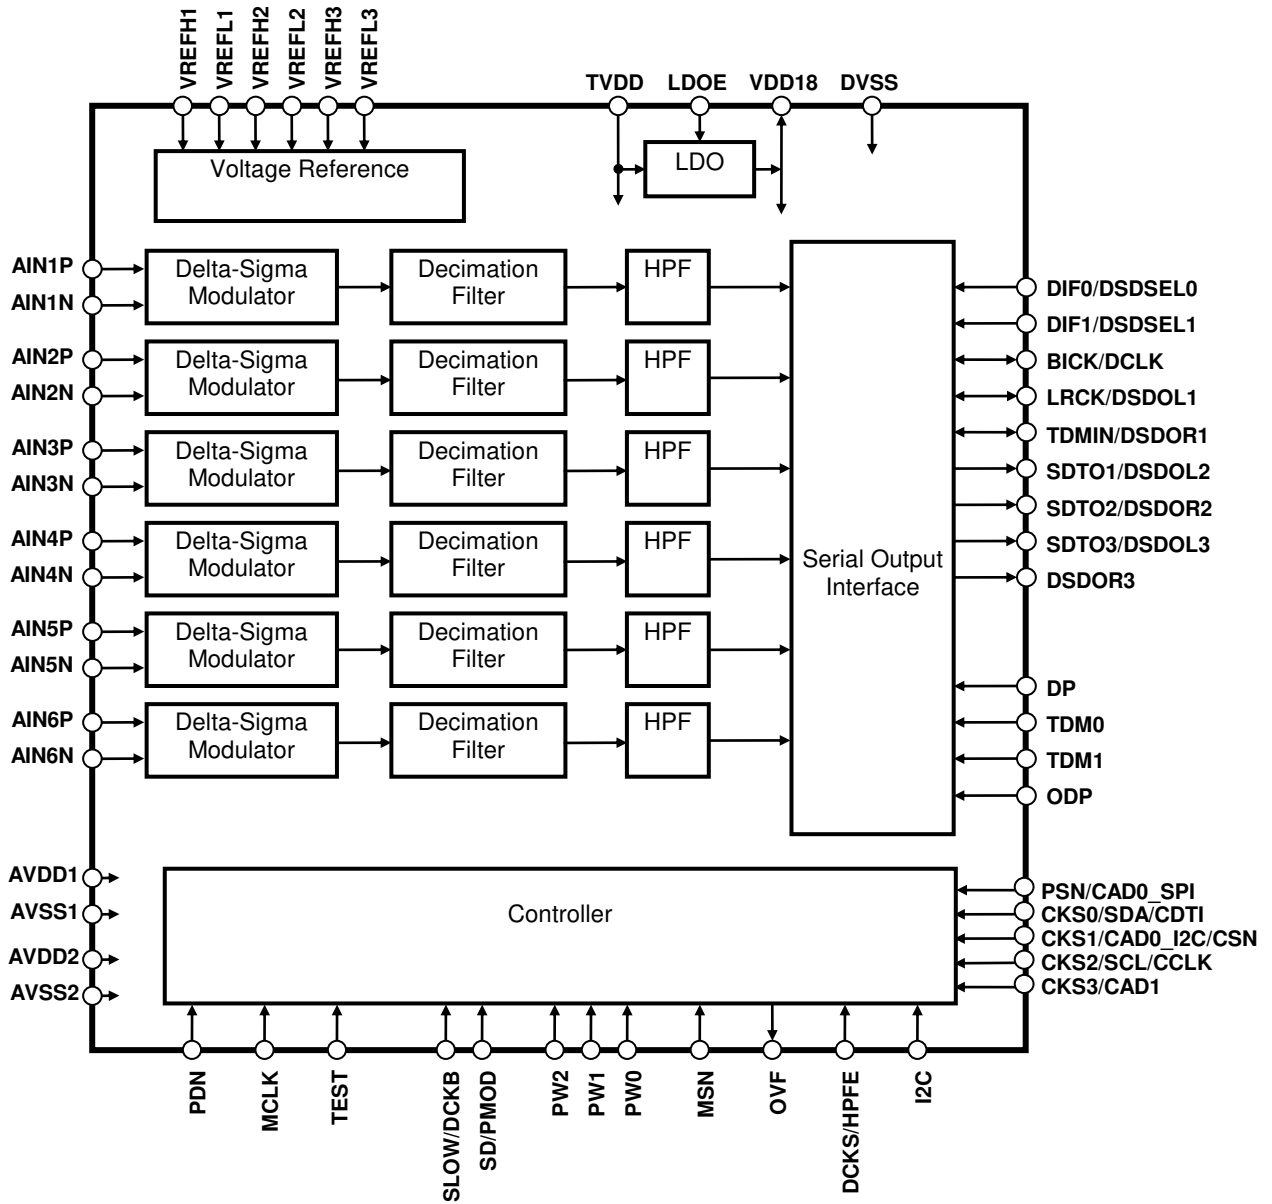 VREFH1
VREFL1
VREFH2
VREFL2
VREFH3
VREFL3
TVDD
LDOE
VDD18
DVSS
Voltage Reference
LDO
AIN1P
AIN1N
Delta-Sigma
Modulator
Decimation
Filter
HPF
AIN2P
AIN2N
Delta-Sigma
Modulator
Decimation
Filter
HPF
AIN3P
AIN3N
Delta-Sigma
Modulator
Decimation
Filter
HPF
AIN4P
AIN4N
Delta-Sigma
Modulator
Decimation
Filter
HPF
AIN5P
AIN5N
Delta-Sigma
Modulator
Decimation
Filter
HPF
AIN6P
AIN6N
Delta-Sigma
Modulator
Decimation
Filter
HPF
Serial Output
Interface
DIF0/DSDSEL0
DIF1/DSDSEL1
BICK/DCLK
LRCK/DSDOL1
TDMIN/DSDOR1
SDTO1/DSDOL2
SDTO2/DSDOR2
SDTO3/DSDOL3
DSDOR3
DP
TDM0
TDM1
ODP
AVDD1
AVSS1
AVDD2
AVSS2
Controller
PSN/CAD0_SPI
CKS0/SDA/CDTI
CKS1/CAD0_I2C/CSN
CKS2/SCL/CCLK
CKS3/CAD1
PDN
MCLK
TEST
SLOW/DCKB
SD/PMOD
PW2
PW1
PW0
MSN
OVF
DCKS/HPFE
I2C